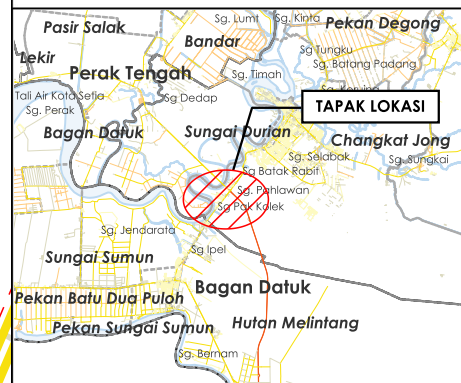 Sg. Lumt
Sg. Kinta
Pekan Degong
Pasir Salak
Bandar
Sg Tungku
Lekir
Sg. Batang Padang
Perak Tengah
Sg. Timah
Tali Air Kota Setia
Sg Dedap
TAPAK LOKASI
Sg. Perak
Bagan Datuk
Sungai Durian
Changkat Jong
Sg. Selabak
Sg. Sungkai
Sg Batak Rabit
Sg. Pahlawan
Sg Pak Kalek
Sg. Jendarata
Sg Ipel
Sungai Sumun
Bagan Datuk
Pekan Batu Dua Puloh
Hutan Melintang
Pekan Sungai Sumun
Sg. Bernam